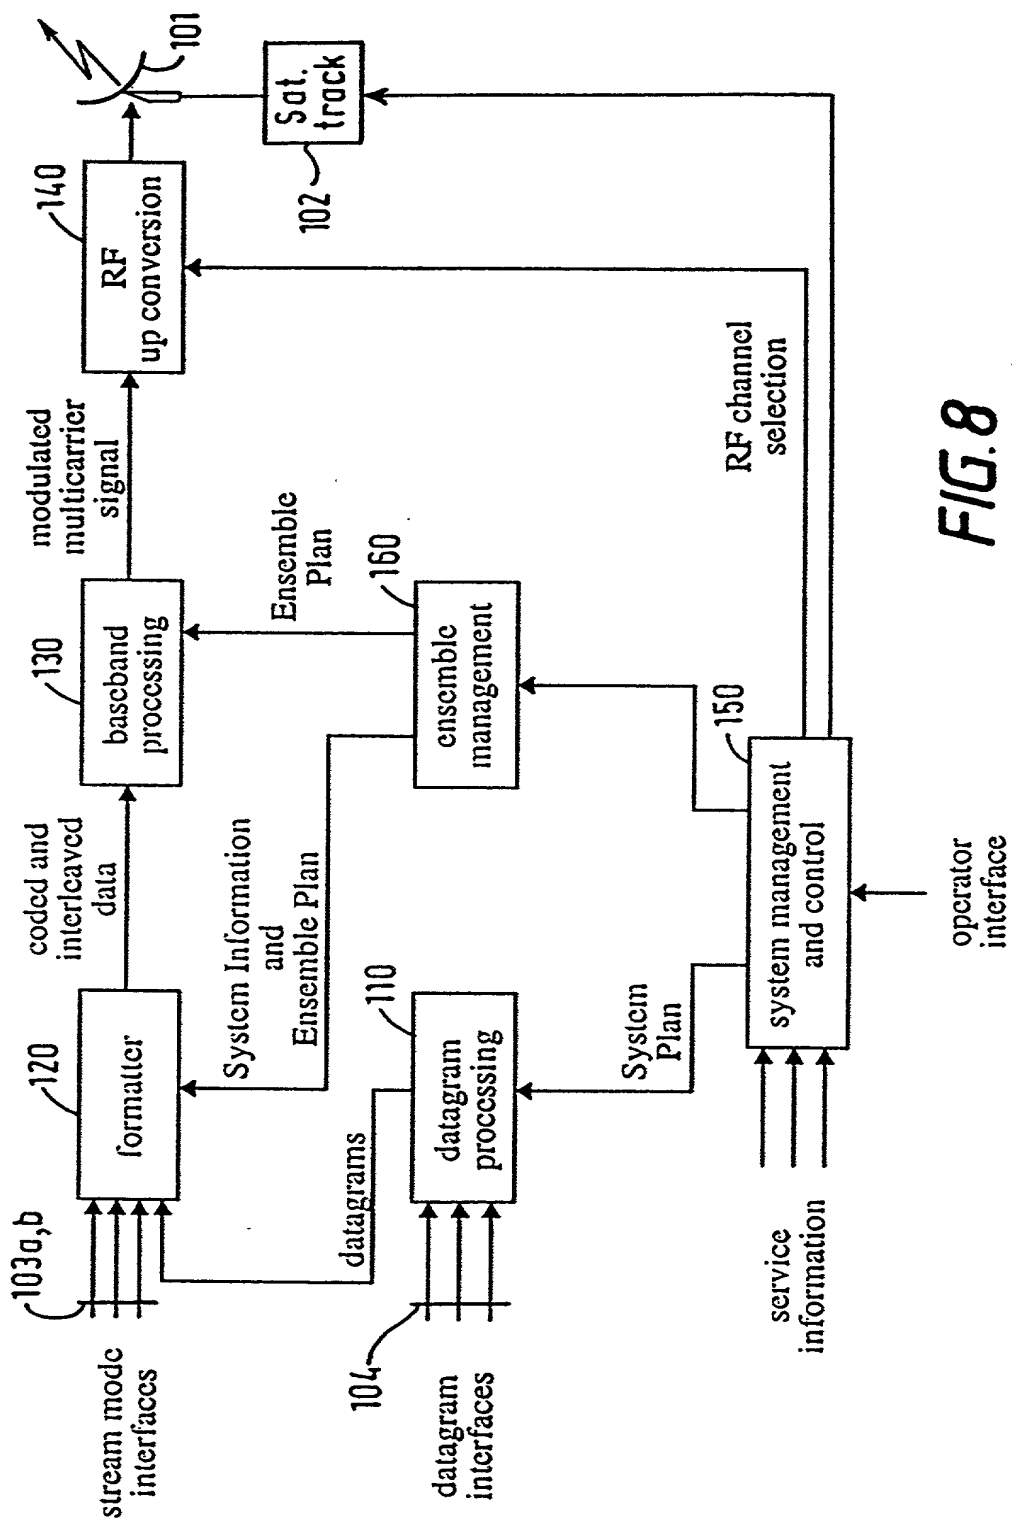 103a,b
stream mode
interfaces
120
formatter
coded and
interleaved
data
130
baseband
processing
modulated
multicarrier
signal
140
RF
up conversion
101
Sat.
track
102
System Information
and
Ensemble Plan
Ensemble
Plan
datagrams
104
datagram
interfaces
110
datagram
processing
160
ensemble
management
System
Plan
RF channel
selection
service
information
150
system management
and control
operator
interface
FIG. 8